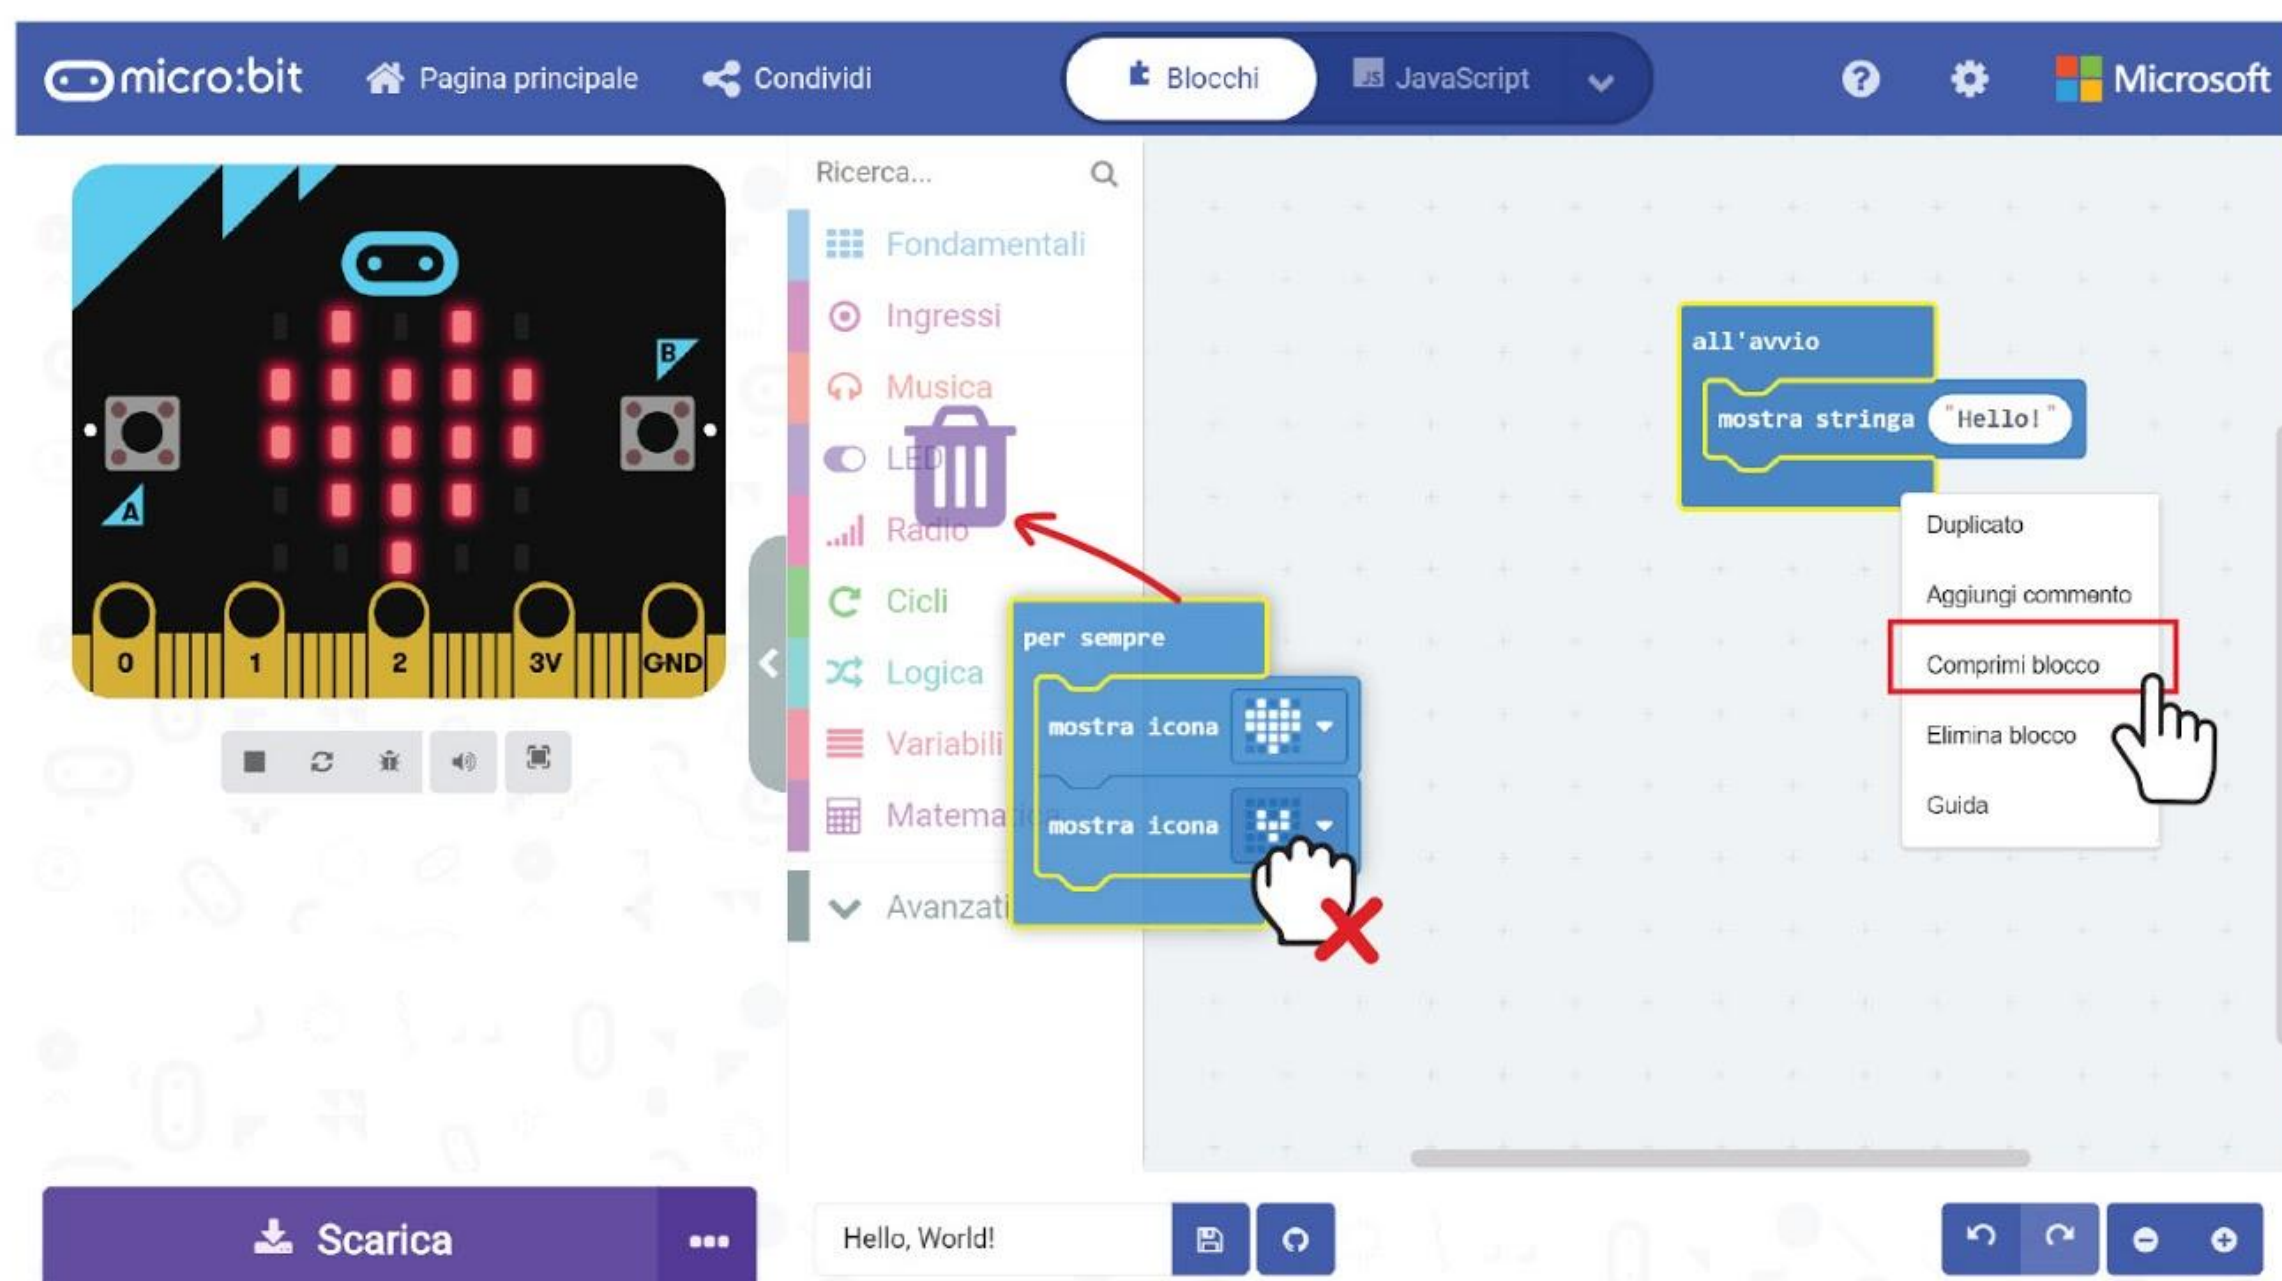 micro:bit
Pagina principale
Condividi
Blocchi
JS JavaScript
?
Microsoft
B
A
0
1
2
3V
GND
Ricerca...
Fondamentali
Ingressi
Musica
LED
Radio
Cicli
Logica
Variabili
Matematica
Avanzati
per sempre
mostra icona
mostra icona
all'avvio
mostra stringa "Hello!"
Duplicato
Aggiungi commento
Comprimi blocco
Elimina blocco
Guida
Scarica
Hello, World!